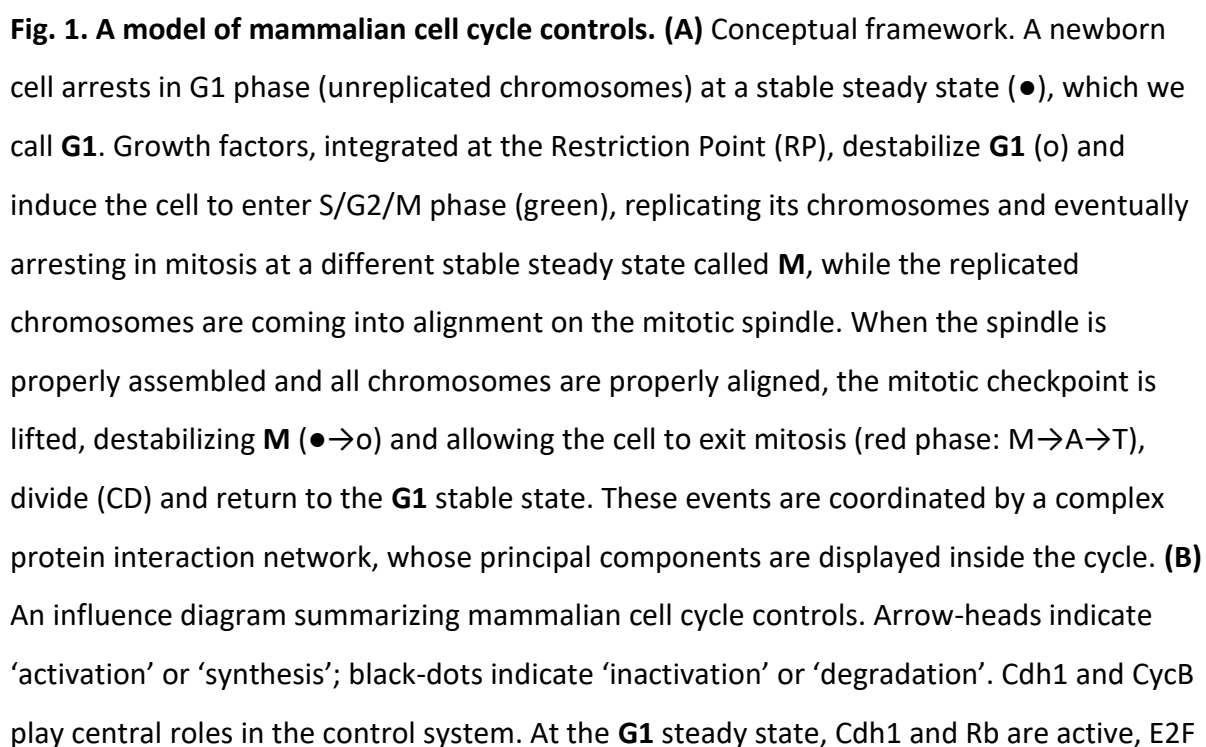 Fig. 1. A model of mammalian cell cycle controls. (A) Conceptual framework. A newborn
cell arrests in G1 phase (unreplicated chromosomes) at a stable steady state (●), which we
call G1. Growth factors, integrated at the Restriction Point (RP), destabilize G1 (o) and
induce the cell to enter S/G2/M phase (green), replicating its chromosomes and eventually
arresting in mitosis at a different stable steady state called M, while the replicated
chromosomes are coming into alignment on the mitotic spindle. When the spindle is
properly assembled and all chromosomes are properly aligned, the mitotic checkpoint is
lifted, destabilizing M (●→o) and allowing the cell to exit mitosis (red phase: M→A→T),
divide (CD) and return to the G1 stable state. These events are coordinated by a complex
protein interaction network, whose principal components are displayed inside the cycle. (B)
An influence diagram summarizing mammalian cell cycle controls. Arrow-heads indicate
‘activation’ or ‘synthesis’; black-dots indicate ‘inactivation’ or ‘degradation’. Cdh1 and CycB
play central roles in the control system. At the G1 steady state, Cdh1 and Rb are active, E2F